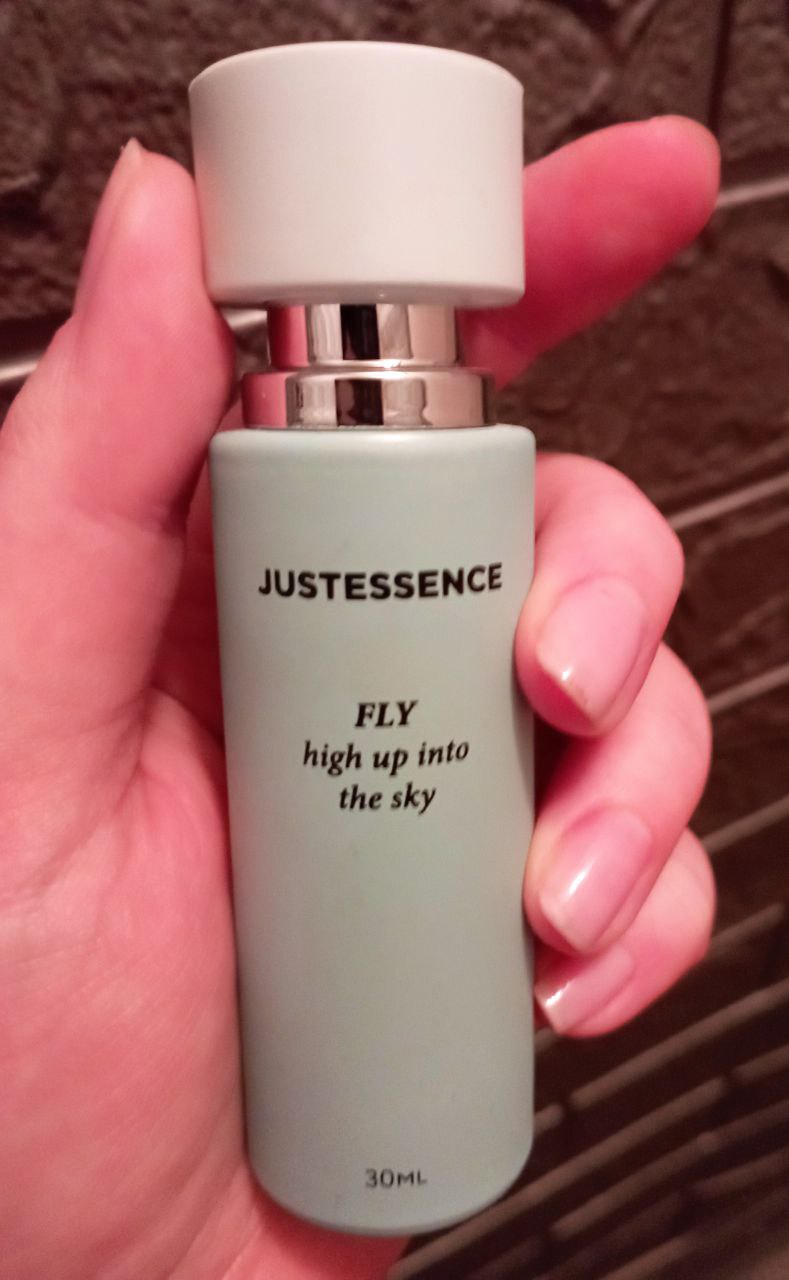 JUSTESSENCE
FLY
high up into
the sky
30ML